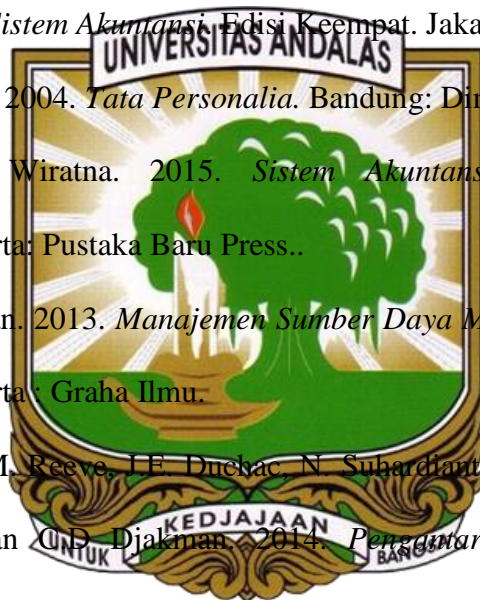 Sistem Akuntansi. Edisi Keempat. Jaka
UNIVERSITAS ANDALAS
2004. Tata Personalia. Bandung: Dir
Wiratna. 2015. Sistem Akuntans
rta: Pustaka Baru Press..
n. 2013. Manajemen Sumber Daya M
rta : Graha Ilmu.
M. Reeve, J.E. Duchac, N. Suhardiant
an C.D Djakman. 2014. Pengantar
UNTUK KEDJAJAAN BANGSA